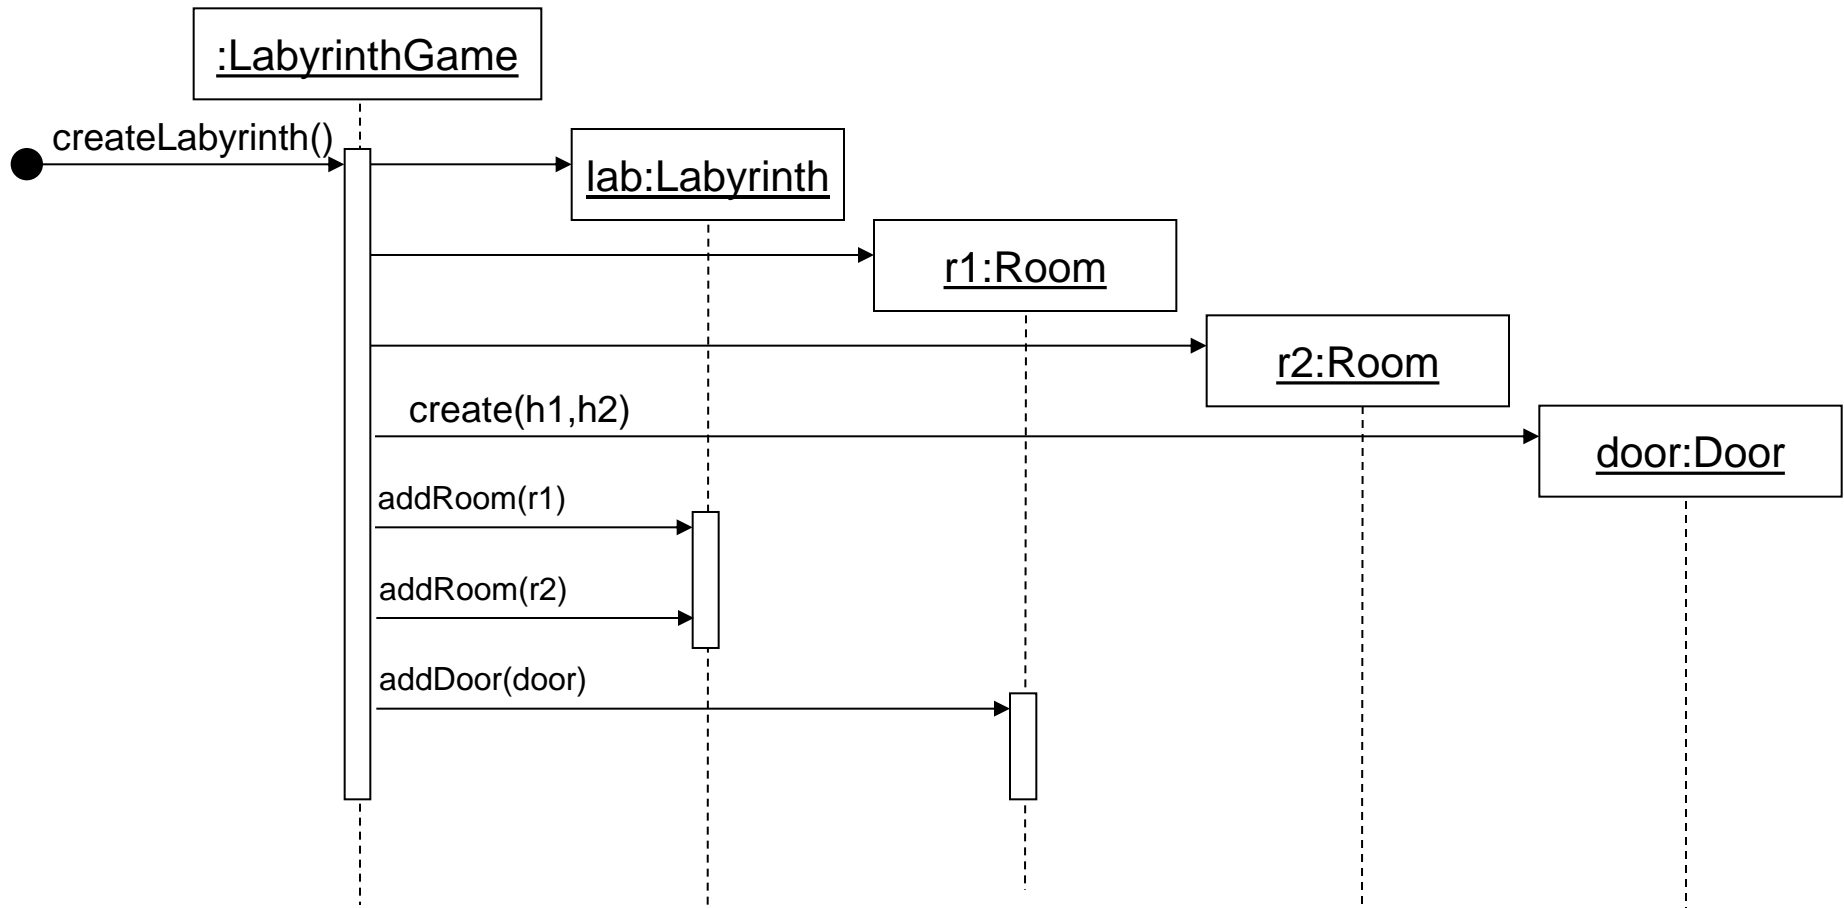 :LabyrinthGame
createLabyrinth()
lab:Labyrinth
r1:Room
r2:Room
create(h1,h2)
door:Door
addRoom(r1)
addRoom(r2)
addDoor(door)